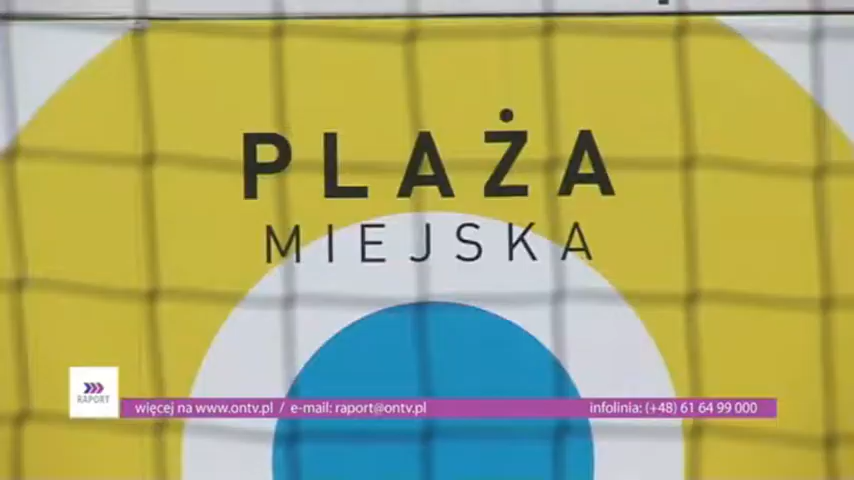 PLAŻA
MIEJSKA
RAPORT
więcej na www.ontv.pl / e-mail: raport@ontv.pl
infolinia: (+48) 61 64 99 000